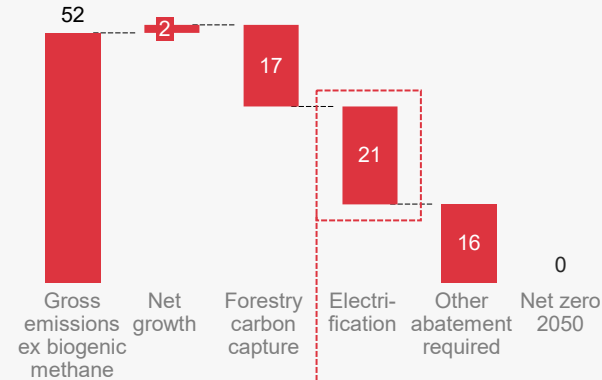 52
2
17
21
16
0
Gross
emissions
ex biogenic
methane
Net
growth
Forestry
carbon
capture
Electri-
fication
Other
abatement
required
Net zero
2050